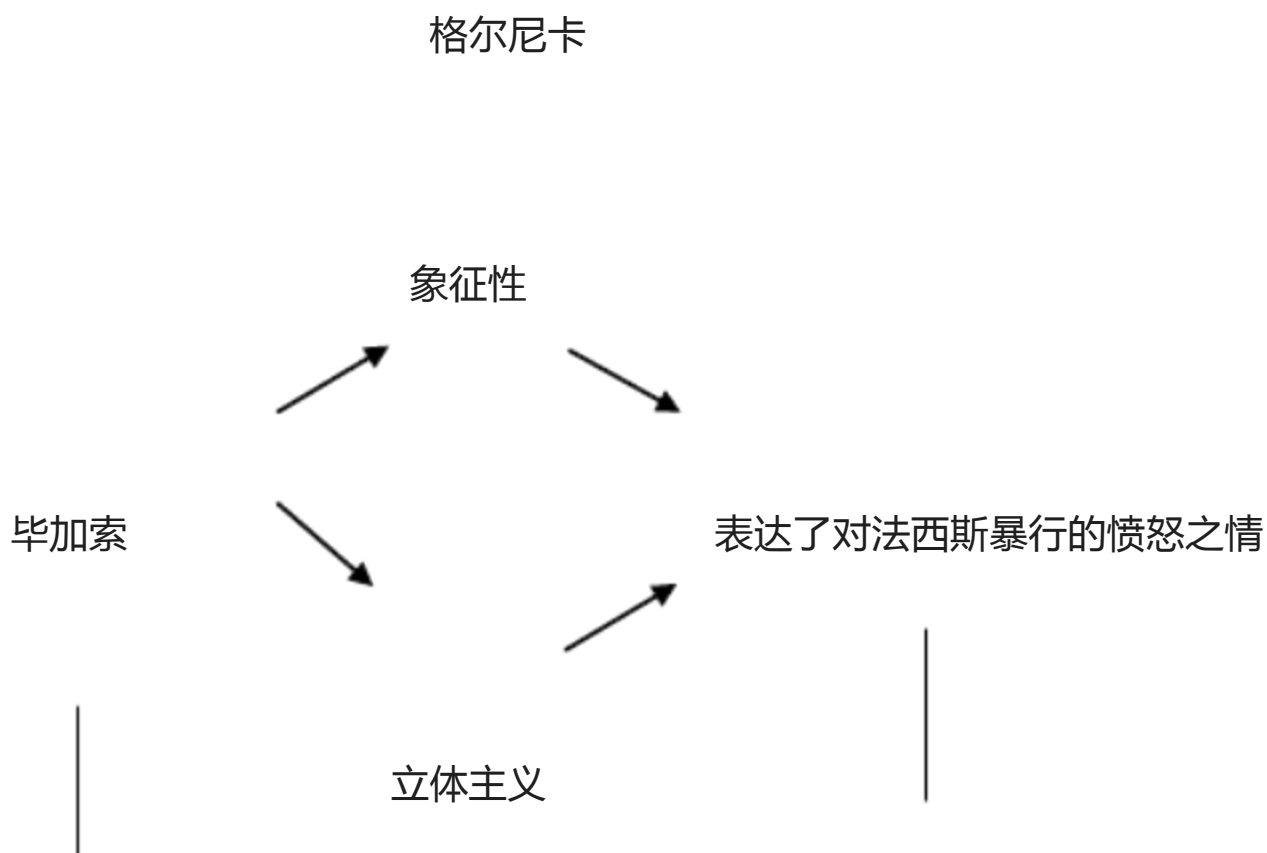 格尔尼卡
象征性
毕加索
表达了对法西斯暴行的愤怒之情
立体主义